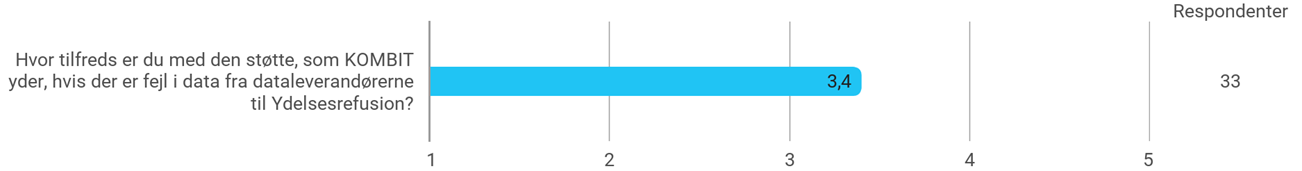 Respondenter
Hvor tilfreds er du med den støtte, som KOMBIT
yder, hvis der er fejl i data fra dataleverandørerne
til Ydelsesrefusion?
3,4
33
1 2 3 4 5